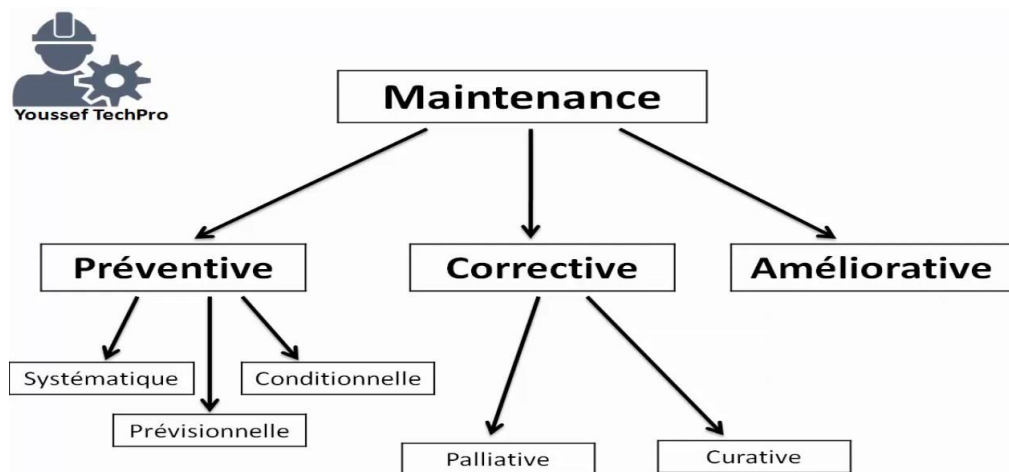 Youssef TechPro
Maintenance
Préventive
Corrective
Améliorative
Systématique
Conditionnelle
Prévisionnelle
Palliative
Curative